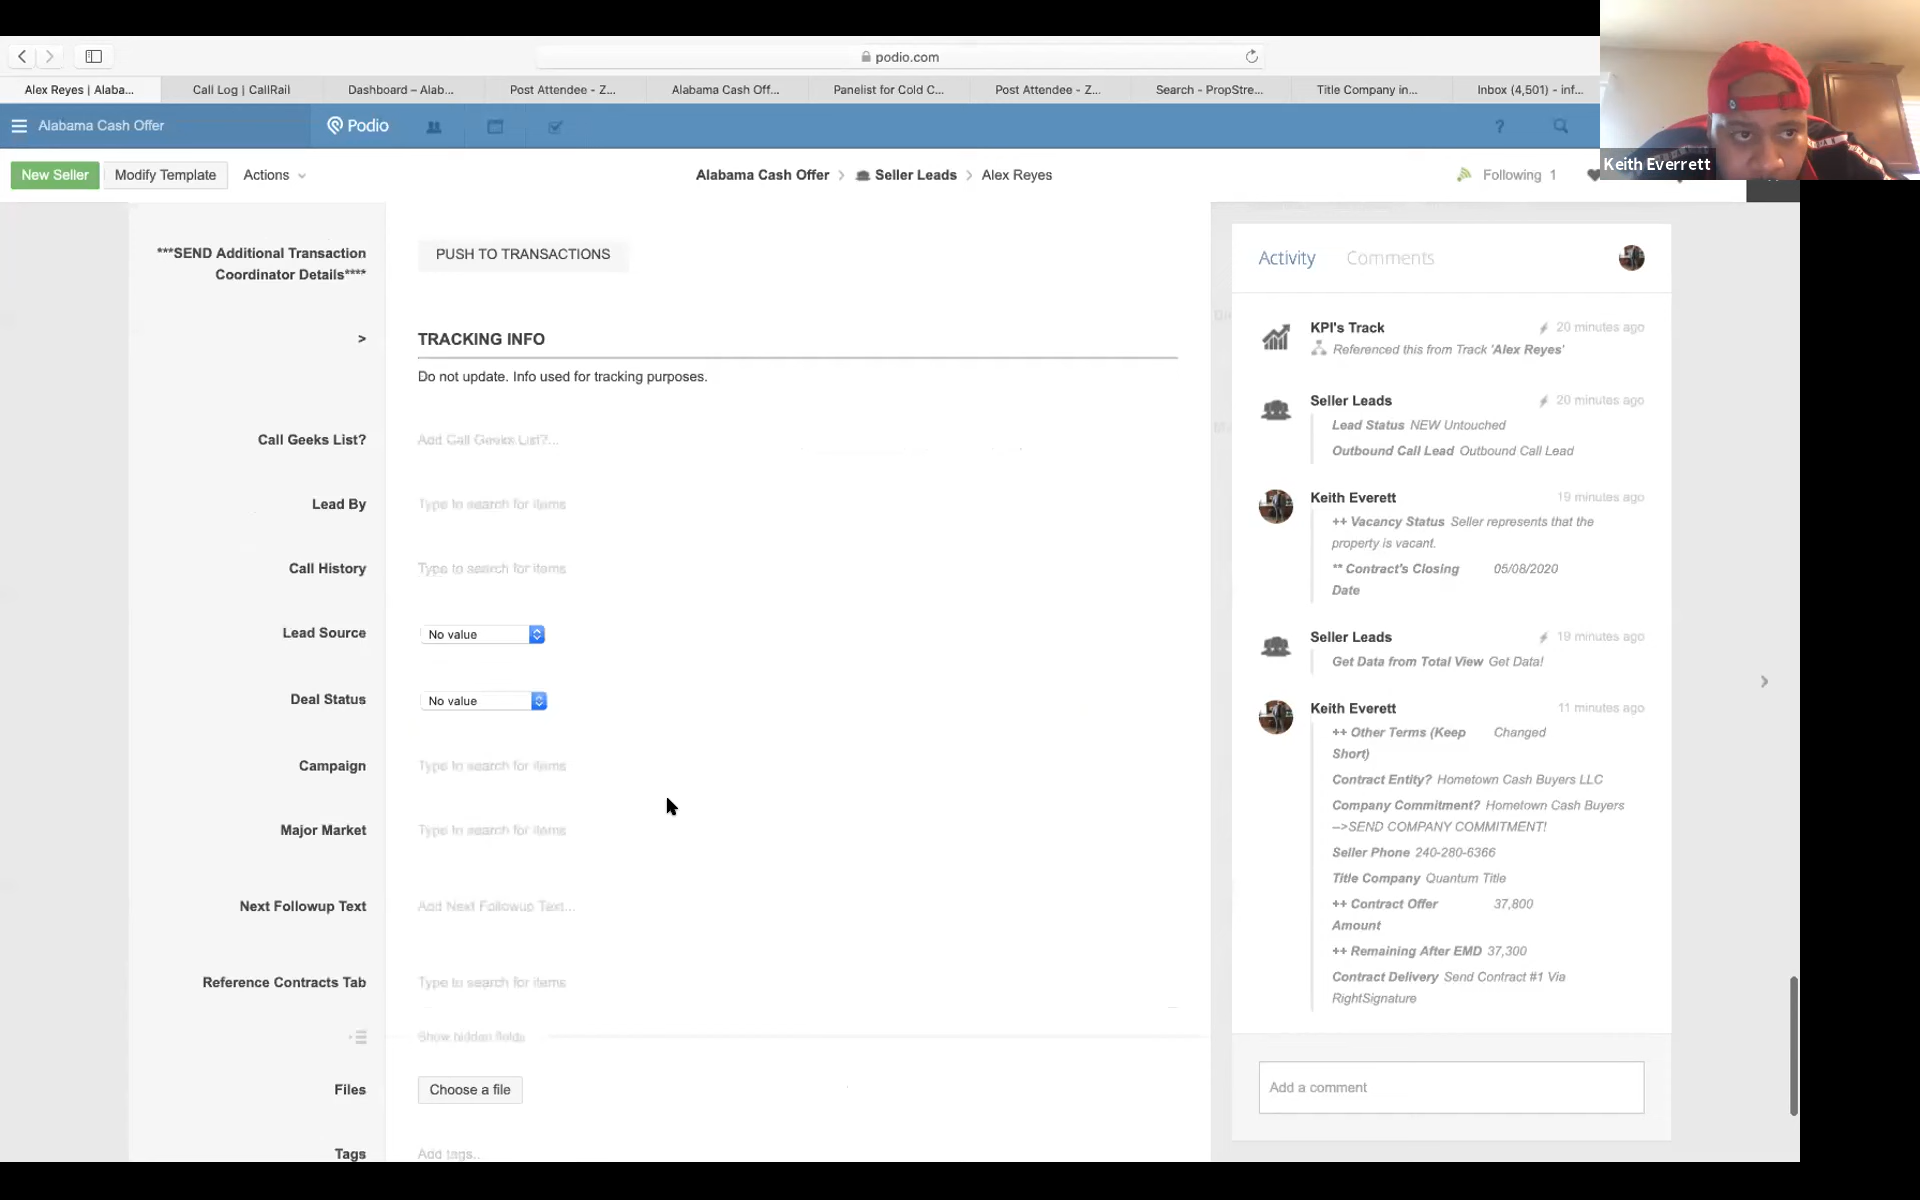 podio.com
Alex Reyes | Alaba...
Call Log | CallRail
Dashboard – Alab...
Post Attendee - Z...
Alabama Cash Off...
Panelist for Cold C...
Post Attendee - Z...
Search - PropStre...
Title Company in...
Inbox (4,501) - inf...
Alabama Cash Offer
Podio
?
Keith Everrett
New Seller
Modify Template
Actions
Alabama Cash Offer > Seller Leads > Alex Reyes
Following 1
***SEND Additional Transaction
Coordinator Details****
PUSH TO TRANSACTIONS
>
TRACKING INFO
Do not update. Info used for tracking purposes.
Call Geeks List?
Add Call Geeks List?...
Lead By
Type to search for items
Call History
Type to search for items
Lead Source
No value
Deal Status
No value
Campaign
Type to search for items
Major Market
Type to search for items
Next Followup Text
Add Next Followup Text...
Reference Contracts Tab
Type to search for items
Show hidden fields
Files
Choose a file
Tags
Add tags..
Activity
Comments
KPI's Track
20 minutes ago
Referenced this from Track 'Alex Reyes'
Seller Leads
20 minutes ago
Lead Status NEW Untouched
Outbound Call Lead Outbound Call Lead
Keith Everett
19 minutes ago
++ Vacancy Status Seller represents that the
property is vacant.
** Contract's Closing 05/08/2020
Date
Seller Leads
19 minutes ago
Get Data from Total View Get Data!
Keith Everett
11 minutes ago
++ Other Terms (Keep Changed
Short)
Contract Entity? Hometown Cash Buyers LLC
Company Commitment? Hometown Cash Buyers
-->SEND COMPANY COMMITMENT!
Seller Phone 240-280-6366
Title Company Quantum Title
++ Contract Offer 37,800
Amount
++ Remaining After EMD 37,300
Contract Delivery Send Contract #1 Via
RightSignature
Add a comment